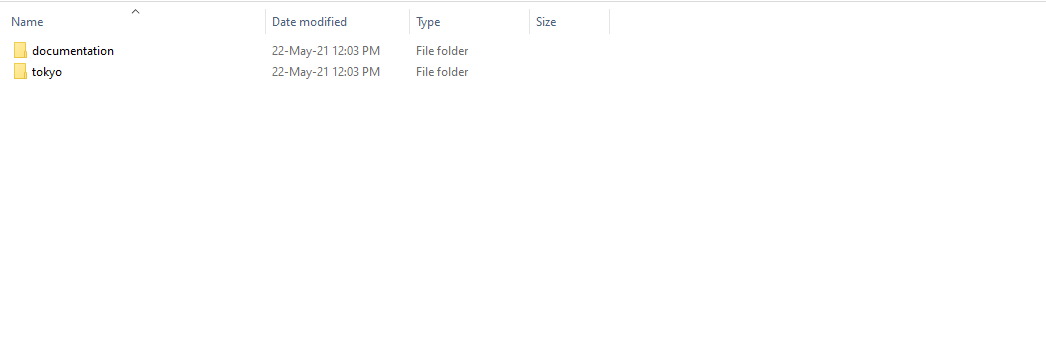 Name Date modified Type Size
documentation 22-May-21 12:03 PM File folder
tokyo 22-May-21 12:03 PM File folder